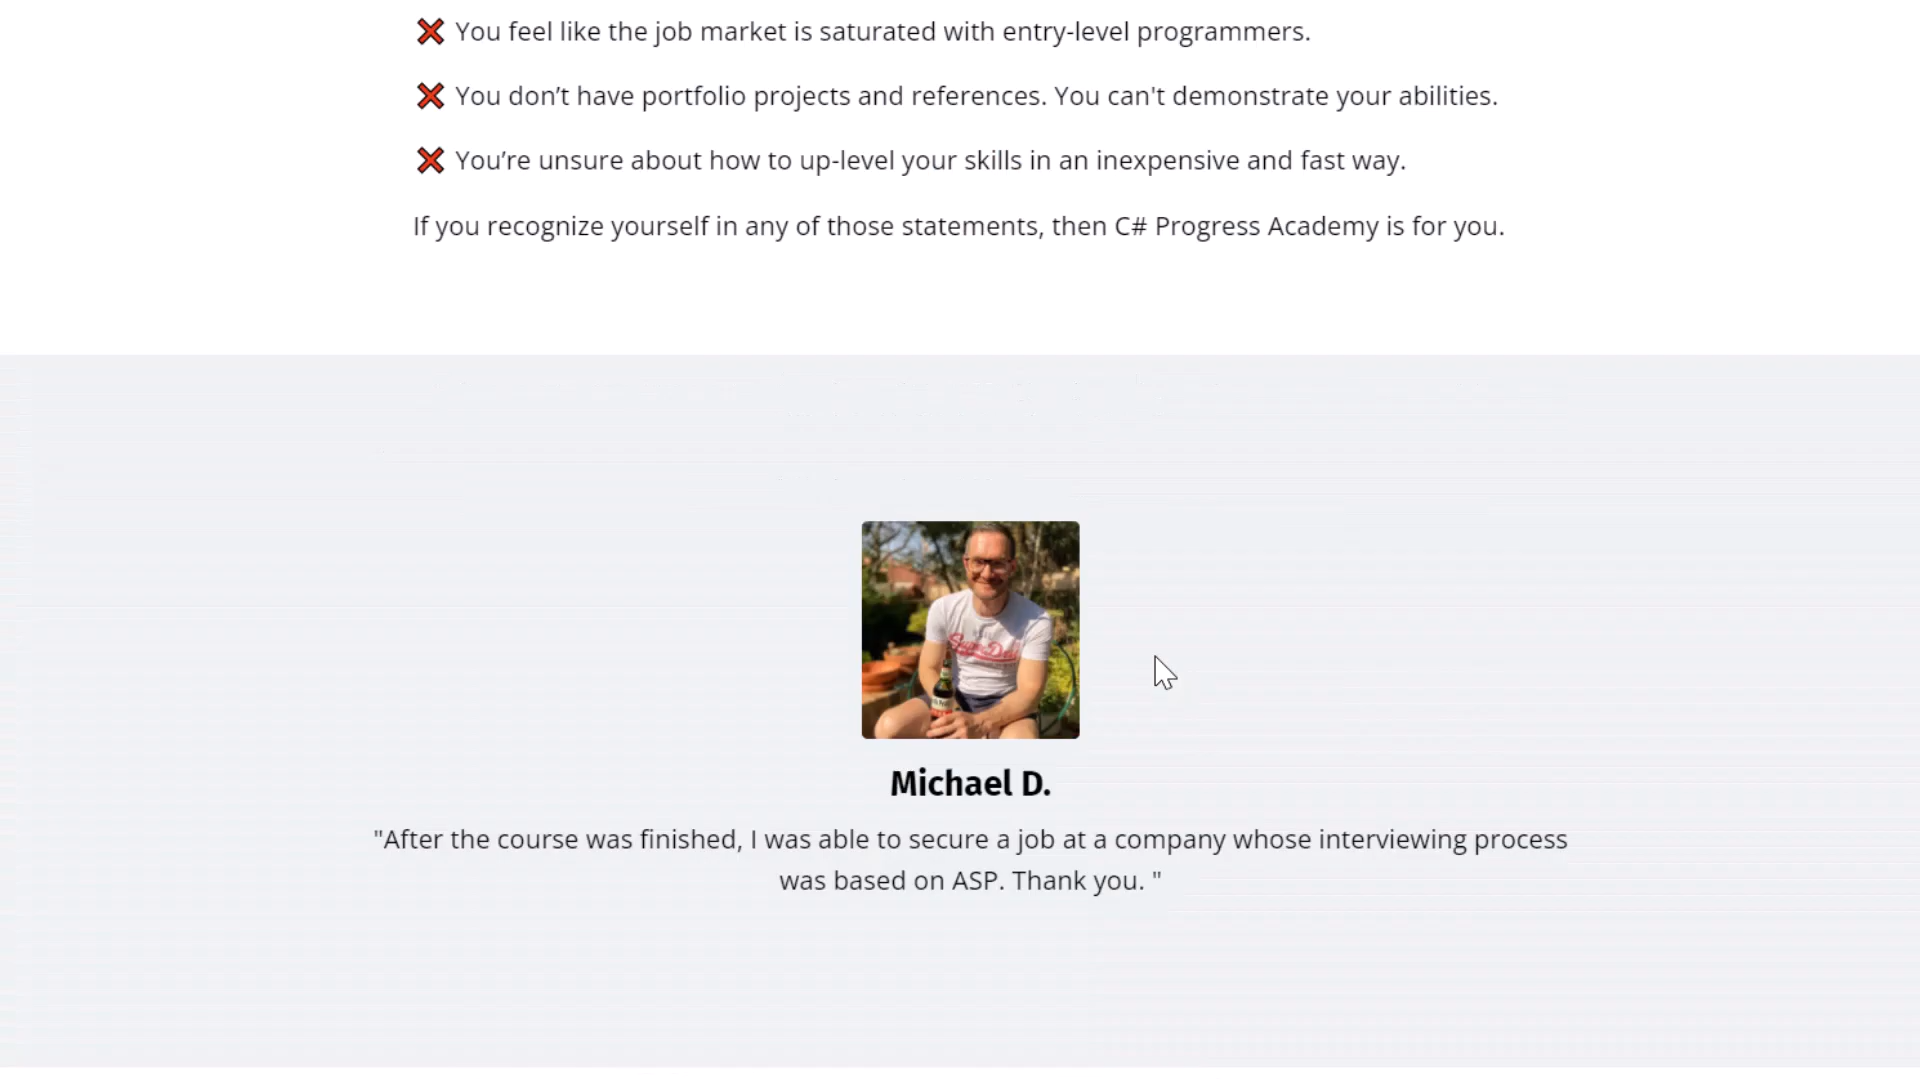 You feel like the job market is saturated with entry-level programmers.
You don’t have portfolio projects and references. You can't demonstrate your abilities.
You’re unsure about how to up-level your skills in an inexpensive and fast way.
If you recognize yourself in any of those statements, then C# Progress Academy is for you.
Michael D.
"After the course was finished, I was able to secure a job at a company whose interviewing process
was based on ASP. Thank you. "